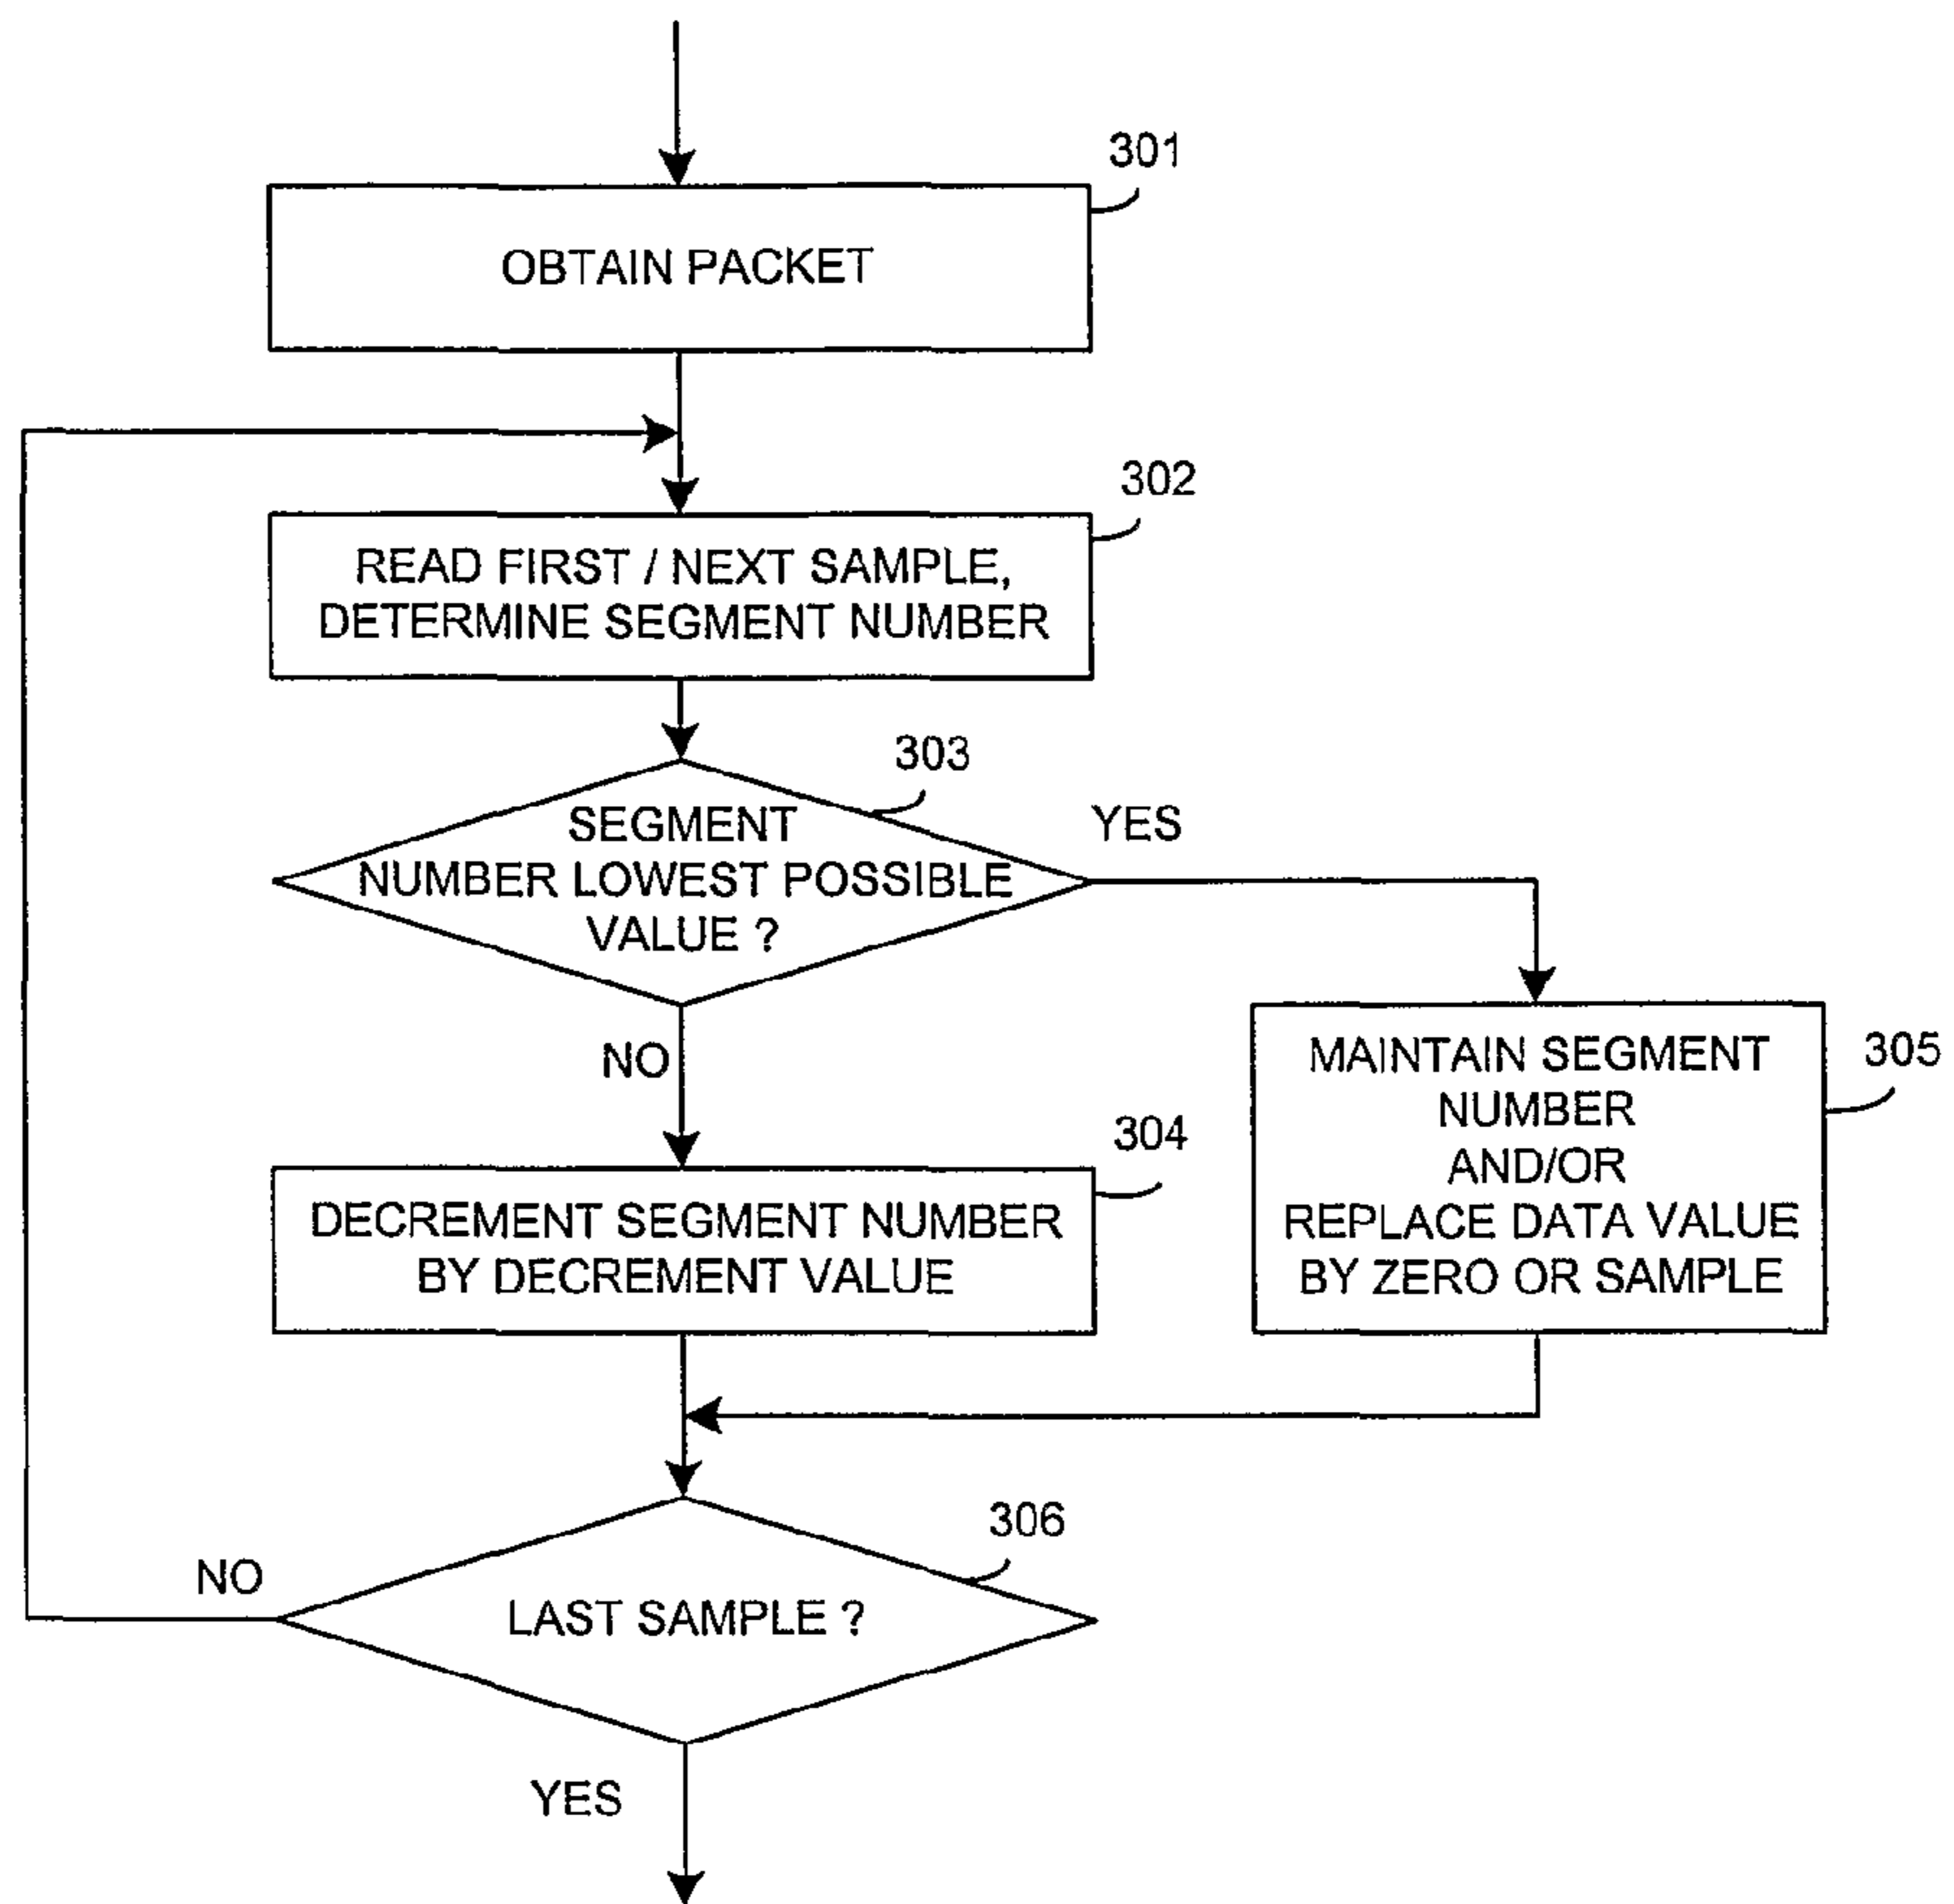 301
OBTAIN PACKET
302
READ FIRST / NEXT SAMPLE,
DETERMINE SEGMENT NUMBER
303
SEGMENT
NUMBER LOWEST POSSIBLE
VALUE ?
YES
NO
304
DECREMENT SEGMENT NUMBER
BY DECREMENT VALUE
305
MAINTAIN SEGMENT
NUMBER
AND/OR
REPLACE DATA VALUE
BY ZERO OR SAMPLE
306
LAST SAMPLE ?
NO
YES